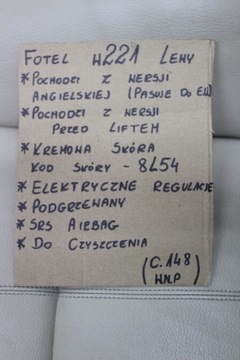 FOTEL W221 LEWY
* POCHODZI Z WERSJI
ANGIELSKIEJ (PASUJE DO EU)
* POCHODZI Z WERSJI
PRZED LIFTEM
* KREMOWA SKÓRA
KOD SKÓRY - 8L54
* ELEKTRYCZNE REGULACJE
* PODGRZEWANY
* SRS AIRBAG
* DO CZYSZCZENIA
(C.148)